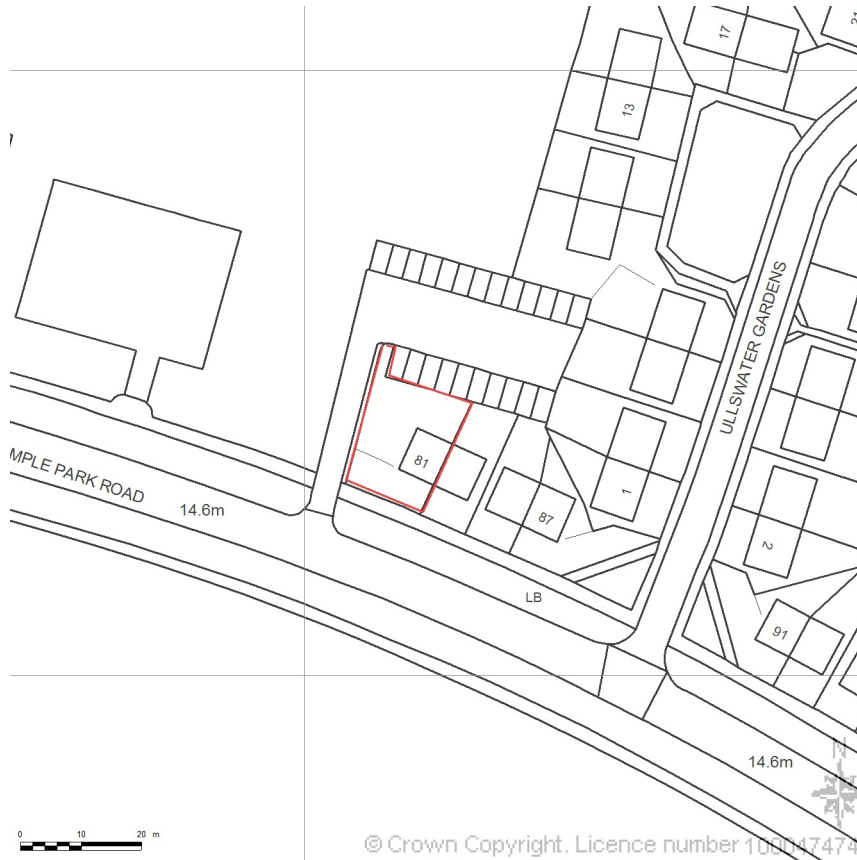 17
21
13
ULLSWATER GARDENS
81
1
MPLE PARK ROAD
14.6m
87
2
LB
91
14.6m
N
0 10 20 m
© Crown Copyright. Licence number 100047474